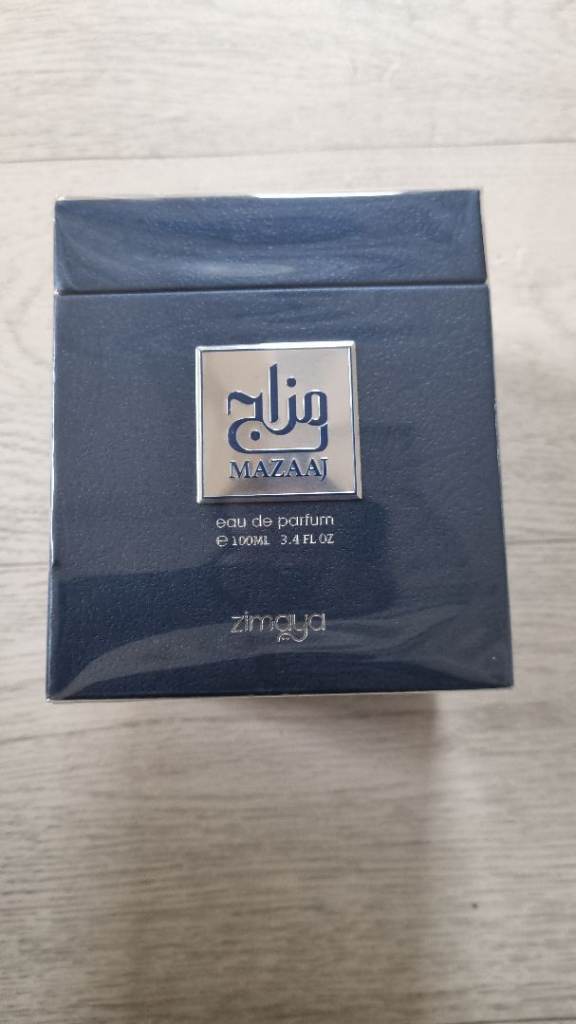 مزاج
MAZAAJ
eau de parfum
e 100ML 3.4 FL OZ
zimaya